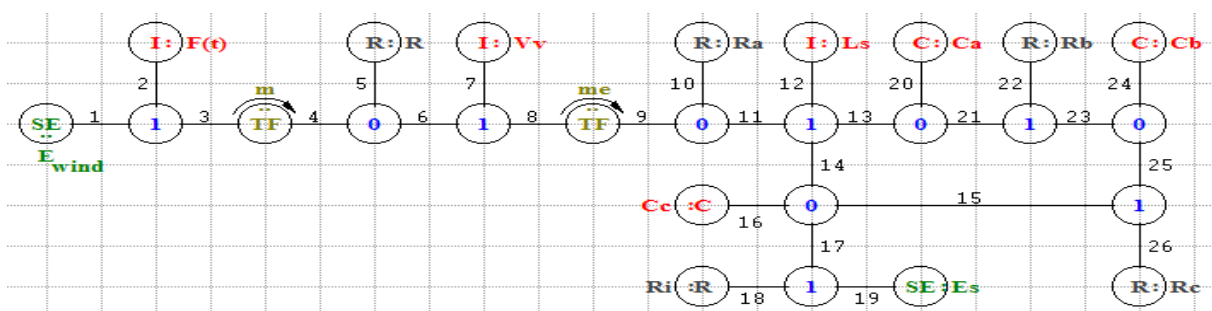 I: F(t) R: R I: Vv R: Ra I: Ls C: Ca R: Rb C: Cb
2 5 7 10 12 20 22 24
m me
SE 1 1 3 TF 4 0 6 1 8 TF 9 0 11 1 13 0 21 1 23 0
E wind
14 25
Cc :C 16 0 15 1
17 26
Ri :R 18 1 19 SE: Es R: Rc